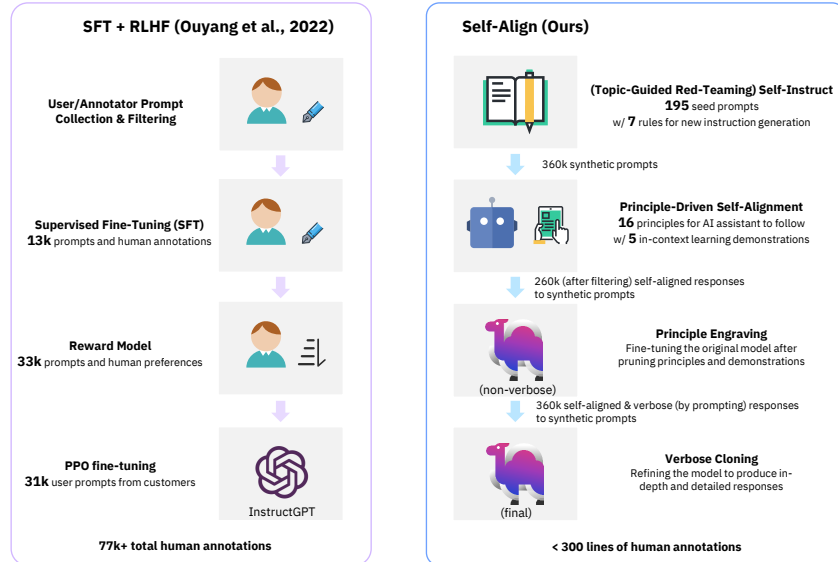 SFT + RLHF (Ouyang et al., 2022)
User/Annotator Prompt
Collection & Filtering
Supervised Fine-Tuning (SFT)
13k prompts and human annotations
Reward Model
33k prompts and human preferences
PPO fine-tuning
31k user prompts from customers
InstructGPT
77k+ total human annotations
Self-Align (Ours)
(Topic-Guided Red-Teaming) Self-Instruct
195 seed prompts
w/ 7 rules for new instruction generation
360k synthetic prompts
Principle-Driven Self-Alignment
16 principles for AI assistant to follow
w/ 5 in-context learning demonstrations
260k (after filtering) self-aligned responses
to synthetic prompts
Principle Engraving
Fine-tuning the original model after
pruning principles and demonstrations
(non-verbose)
360k self-aligned & verbose (by prompting) responses
to synthetic prompts
Verbose Cloning
Refining the model to produce in-
depth and detailed responses
(final)
< 300 lines of human annotations